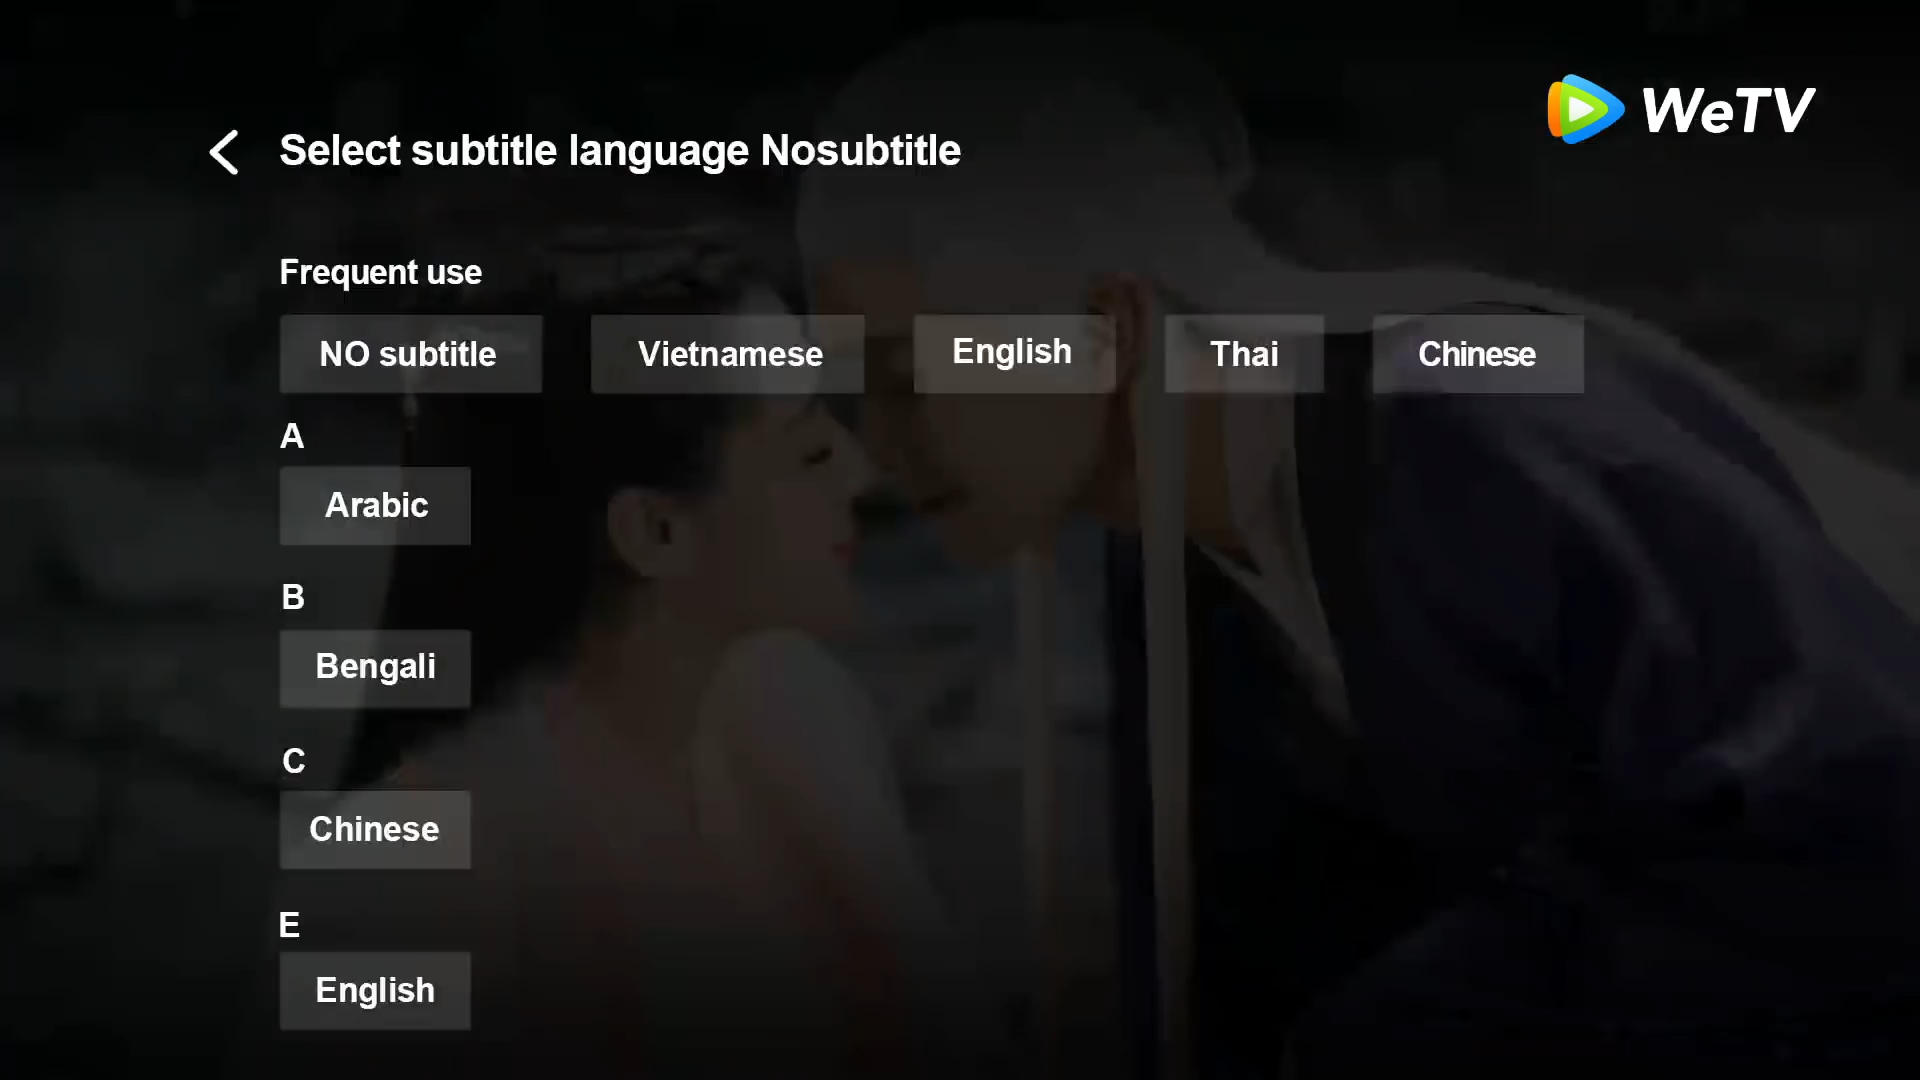 WeTV
Select subtitle language Nosubtitle
Frequent use
NO subtitle Vietnamese English Thai Chinese
A
Arabic
B
Bengali
C
Chinese
E
English